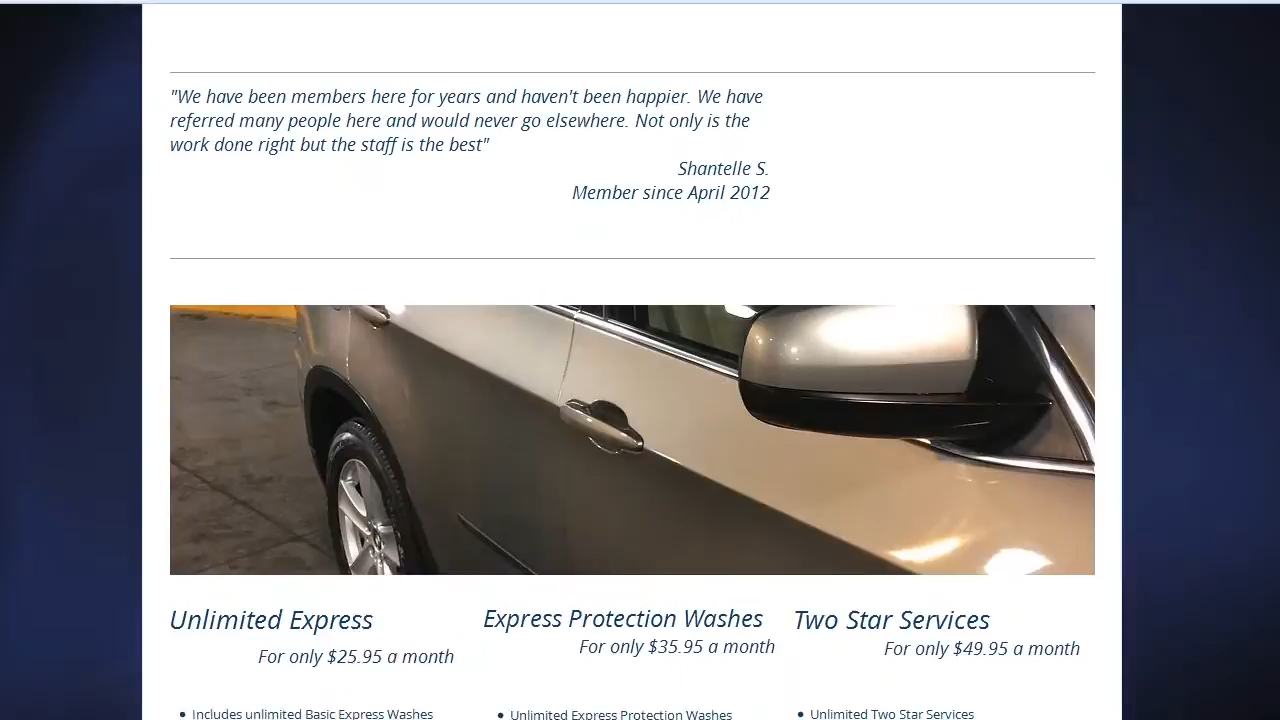 "We have been members here for years and haven't been happier. We have
referred many people here and would never go elsewhere. Not only is the
work done right but the staff is the best"
Shantelle S.
Member since April 2012
Unlimited Express
For only $25.95 a month
Includes unlimited Basic Express Washes
Express Protection Washes
For only $35.95 a month
Unlimited Express Protection Washes
Two Star Services
For only $49.95 a month
Unlimited Two Star Services